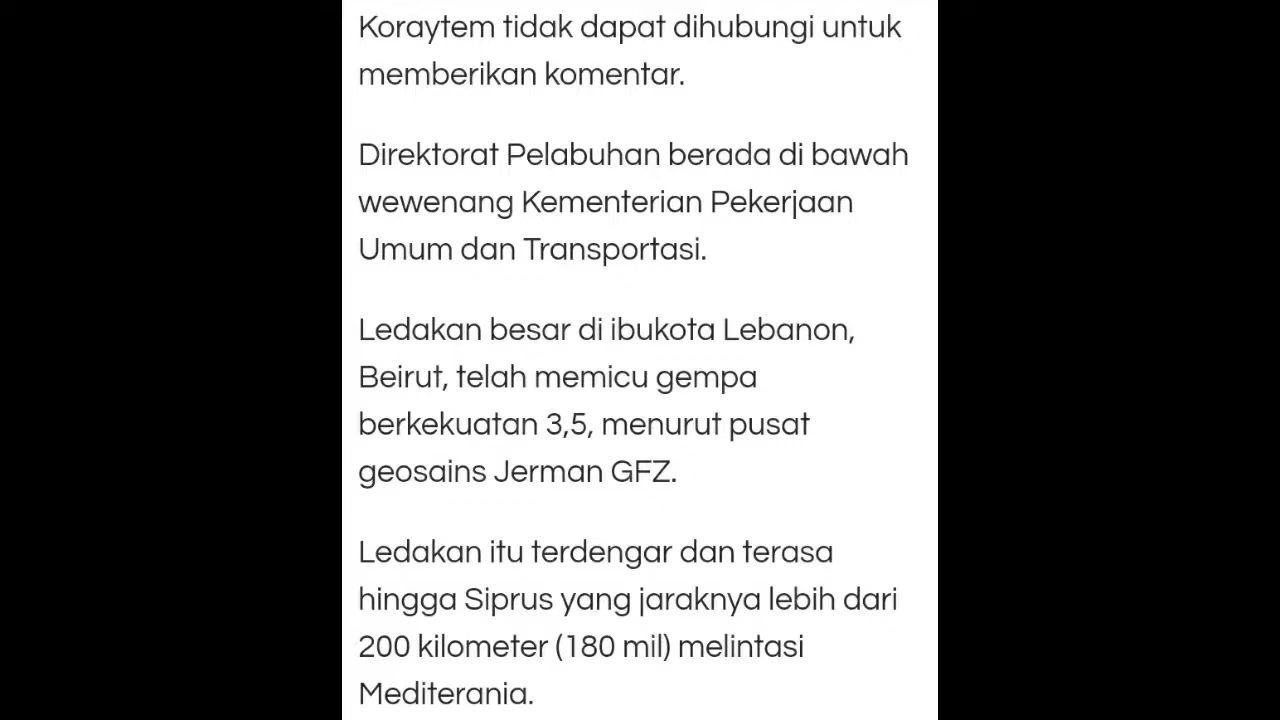 Koraytem tidak dapat dihubungi untuk
memberikan komentar.
Direktorat Pelabuhan berada di bawah
wewenang Kementerian Pekerjaan
Umum dan Transportasi.
Ledakan besar di ibukota Lebanon,
Beirut, telah memicu gempa
berkekuatan 3,5, menurut pusat
geosains Jerman GFZ.
Ledakan itu terdengar dan terasa
hingga Siprus yang jaraknya lebih dari
200 kilometer (180 mil) melintasi
Mediterania.